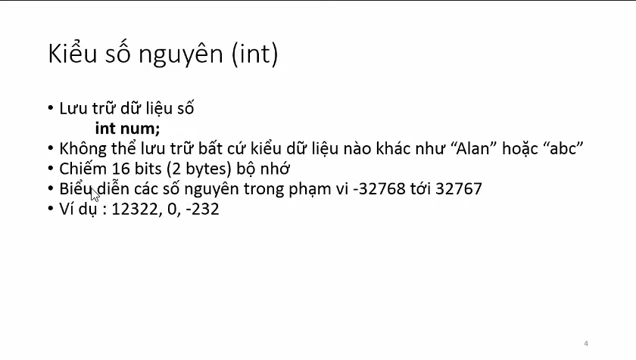 Kiểu số nguyên (int)
• Lưu trữ dữ liệu số
int num;
• Không thể lưu trữ bất cứ kiểu dữ liệu nào khác như “Alan” hoặc “abc”
• Chiếm 16 bits (2 bytes) bộ nhớ
• Biểu diễn các số nguyên trong phạm vi -32768 tới 32767
• Ví dụ : 12322, 0, -232
4